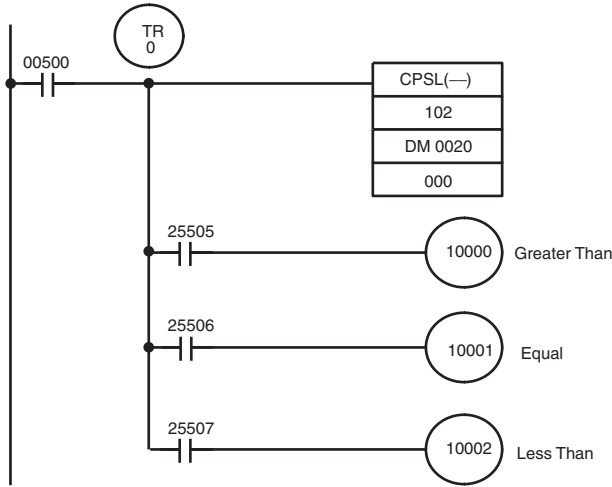 TR
0
00500
CPSL(––)
102
DM 0020
000
25505
10000
Greater Than
25506
10001
Equal
25507
10002
Less Than